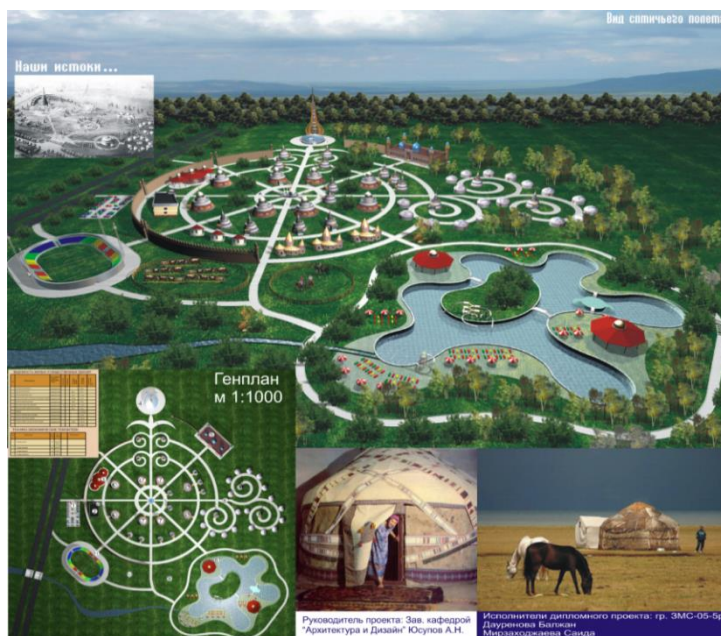 Вид птичьего полета
Наши истоки...
Генплан
м 1:1000
Руководитель проекта: Зав. кафедрой
"Архитектура и Дизайн" Юсупов А.Н.
Исполнители дипломного проекта: гр. ЗМС-05-5р
Дауренова Балжан
Мирзаходжаева Саида